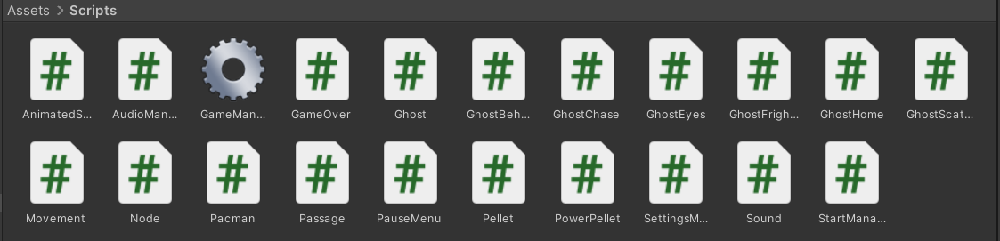 Assets > Scripts
AnimatedS... AudioMan... GameMan... GameOver Ghost GhostBeh... GhostChase GhostEyes GhostFrigh... GhostHome GhostScat...
Movement Node Pacman Passage PauseMenu Pellet PowerPellet SettingsM... Sound StartMana...